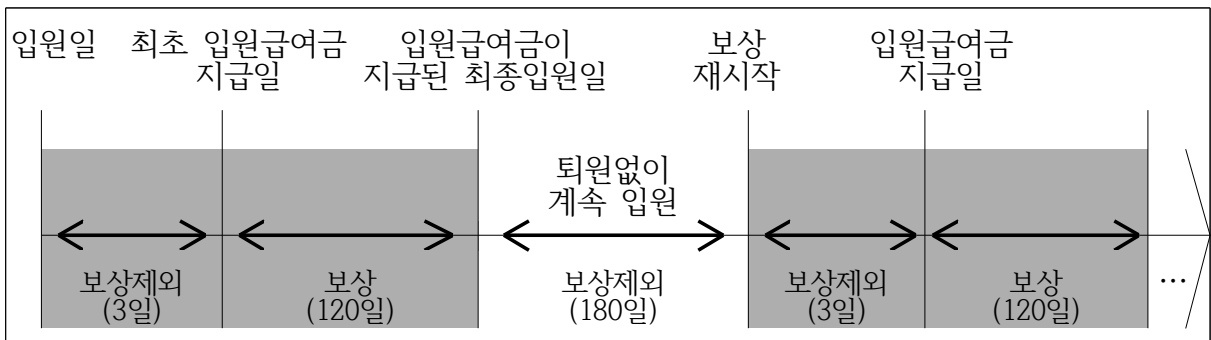 입원일
최초 입원급여금
지급일
입원급여금이
지급된 최종입원일
보상
재시작
입원급여금
지급일
퇴원없이
계속 입원
보상제외
(3일)
보상
(120일)
보상제외
(180일)
보상제외
(3일)
보상
(120일)
…